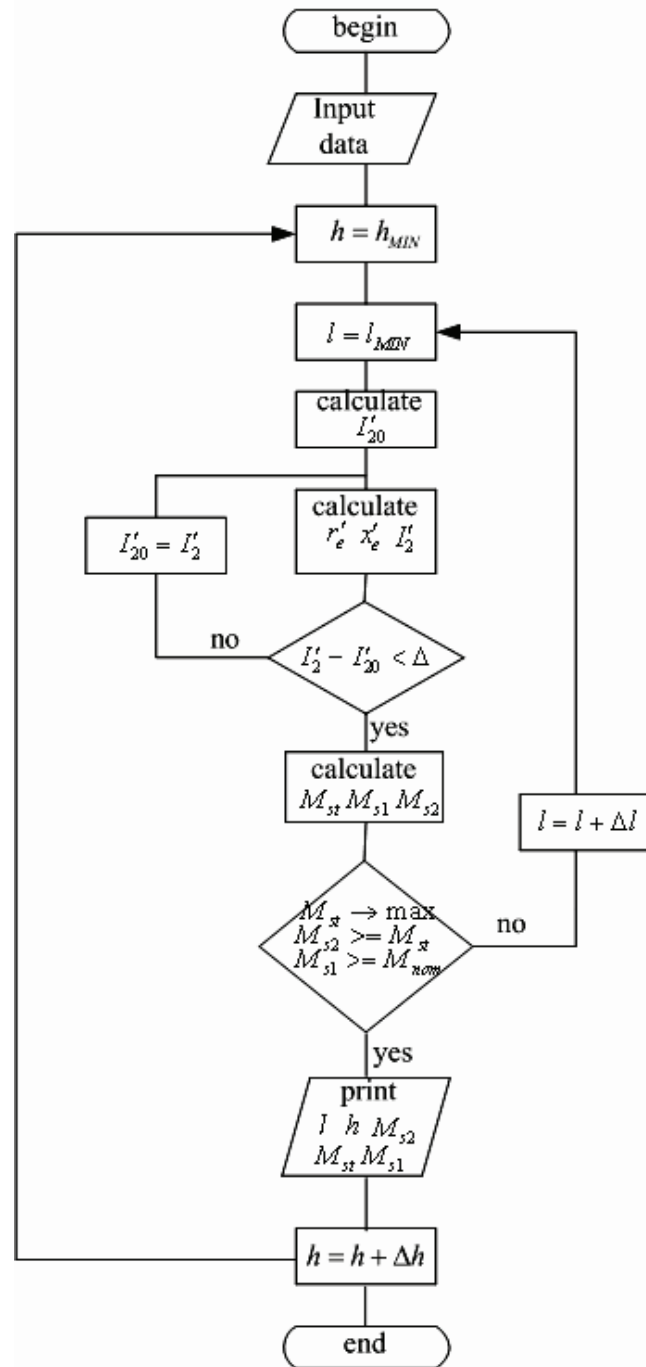 begin
Input
data
h = h_MIN
l = l_MIN
calculate
I'_20
calculate
r'_e x'_e I'_2
I'_20 = I'_2
no
I'_2 − I'_20 < Δ
yes
calculate
M_st M_s1 M_s2
l = l + Δl
M_st → max
M_s2 >= M_st
M_s1 >= M_nom
no
yes
print
l h M_s2
M_st M_s1
h = h + Δh
end